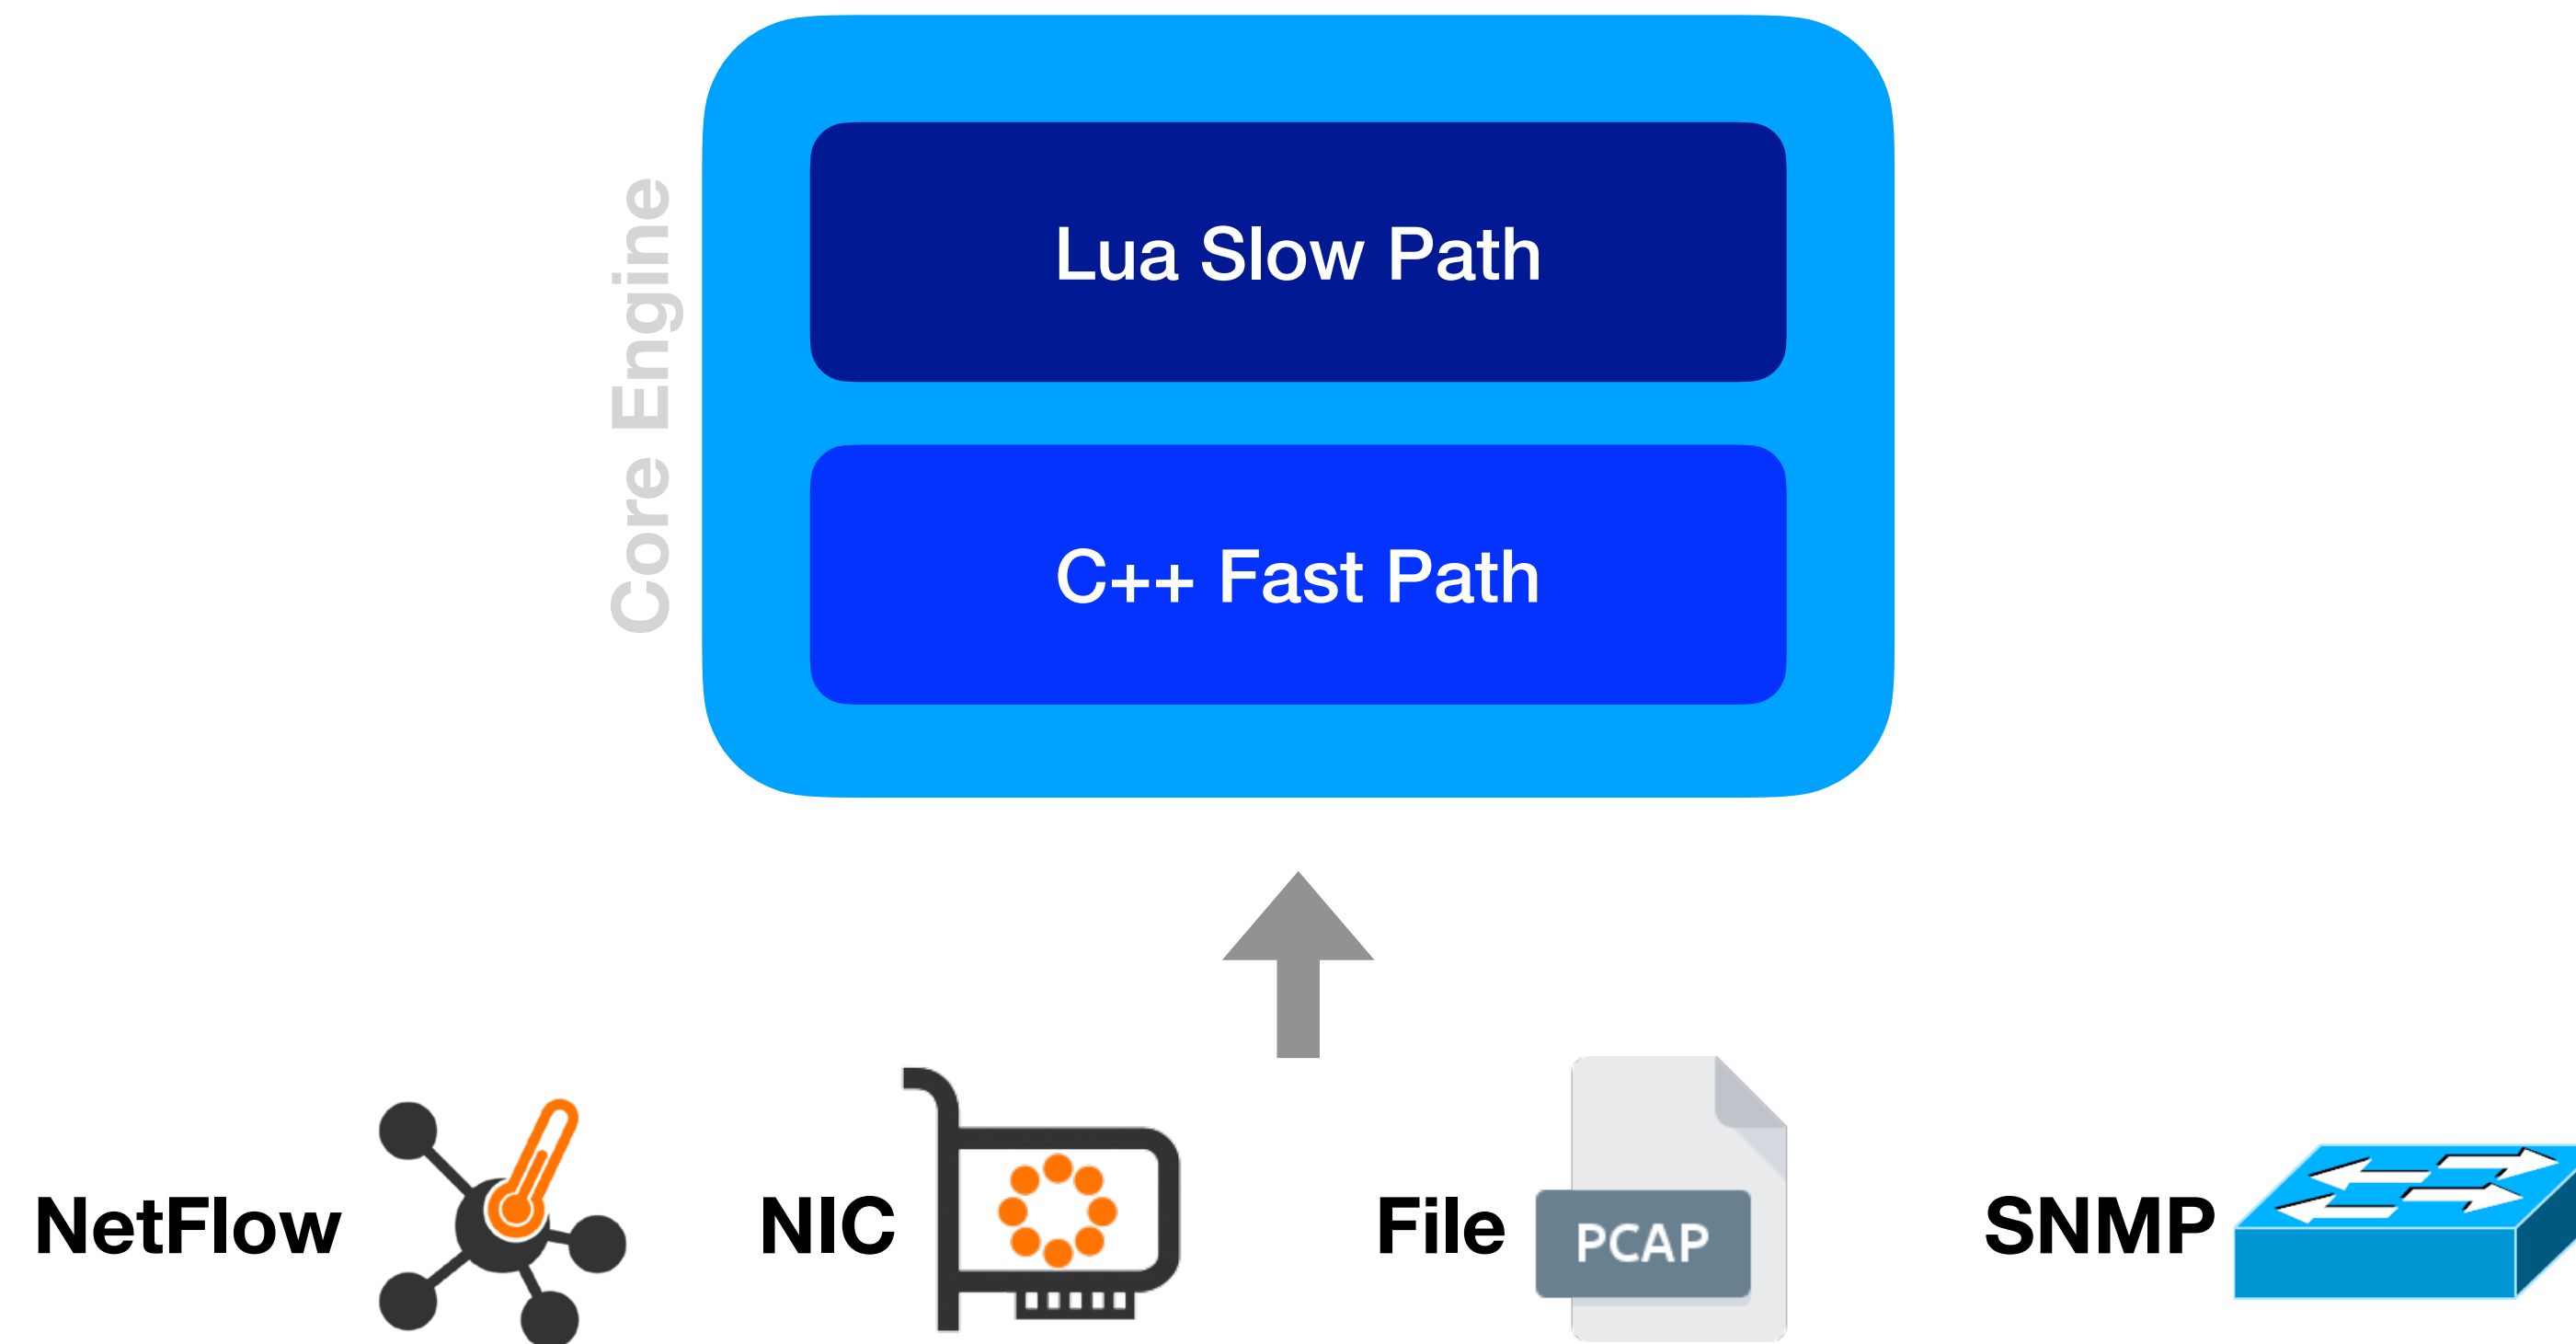 Core Engine
Lua Slow Path
C++ Fast Path
NetFlow
NIC
File
PCAP
SNMP